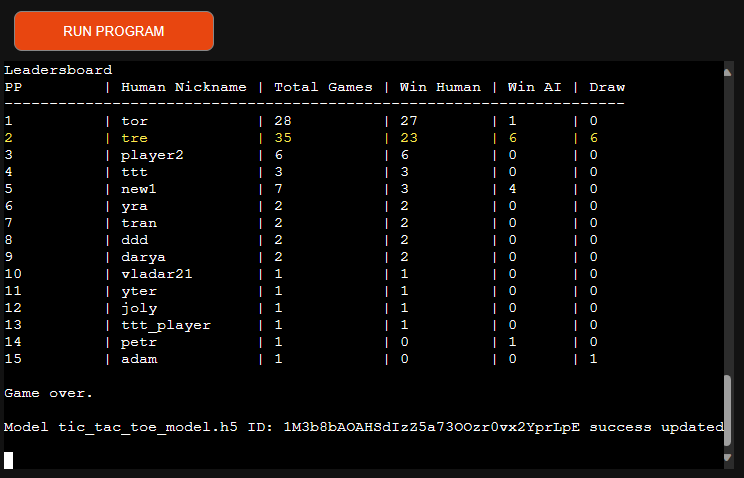 RUN PROGRAM
Leadersboard
PP | Human Nickname | Total Games | Win Human | Win AI | Draw
---------------------------------------------------------------------
1 | tor | 28 | 27 | 1 | 0
2 | tre | 35 | 23 | 6 | 6
3 | player2 | 6 | 6 | 0 | 0
4 | ttt | 3 | 3 | 0 | 0
5 | new1 | 7 | 3 | 4 | 0
6 | yra | 2 | 2 | 0 | 0
7 | tran | 2 | 2 | 0 | 0
8 | ddd | 2 | 2 | 0 | 0
9 | darya | 2 | 2 | 0 | 0
10 | vladar21 | 1 | 1 | 0 | 0
11 | yter | 1 | 1 | 0 | 0
12 | joly | 1 | 1 | 0 | 0
13 | ttt_player | 1 | 1 | 0 | 0
14 | petr | 1 | 0 | 1 | 0
15 | adam | 1 | 0 | 0 | 1
Game over.
Model tic_tac_toe_model.h5 ID: 1M3b8bAOAHSdIzZ5a73OOzr0vx2YprLpE success updated